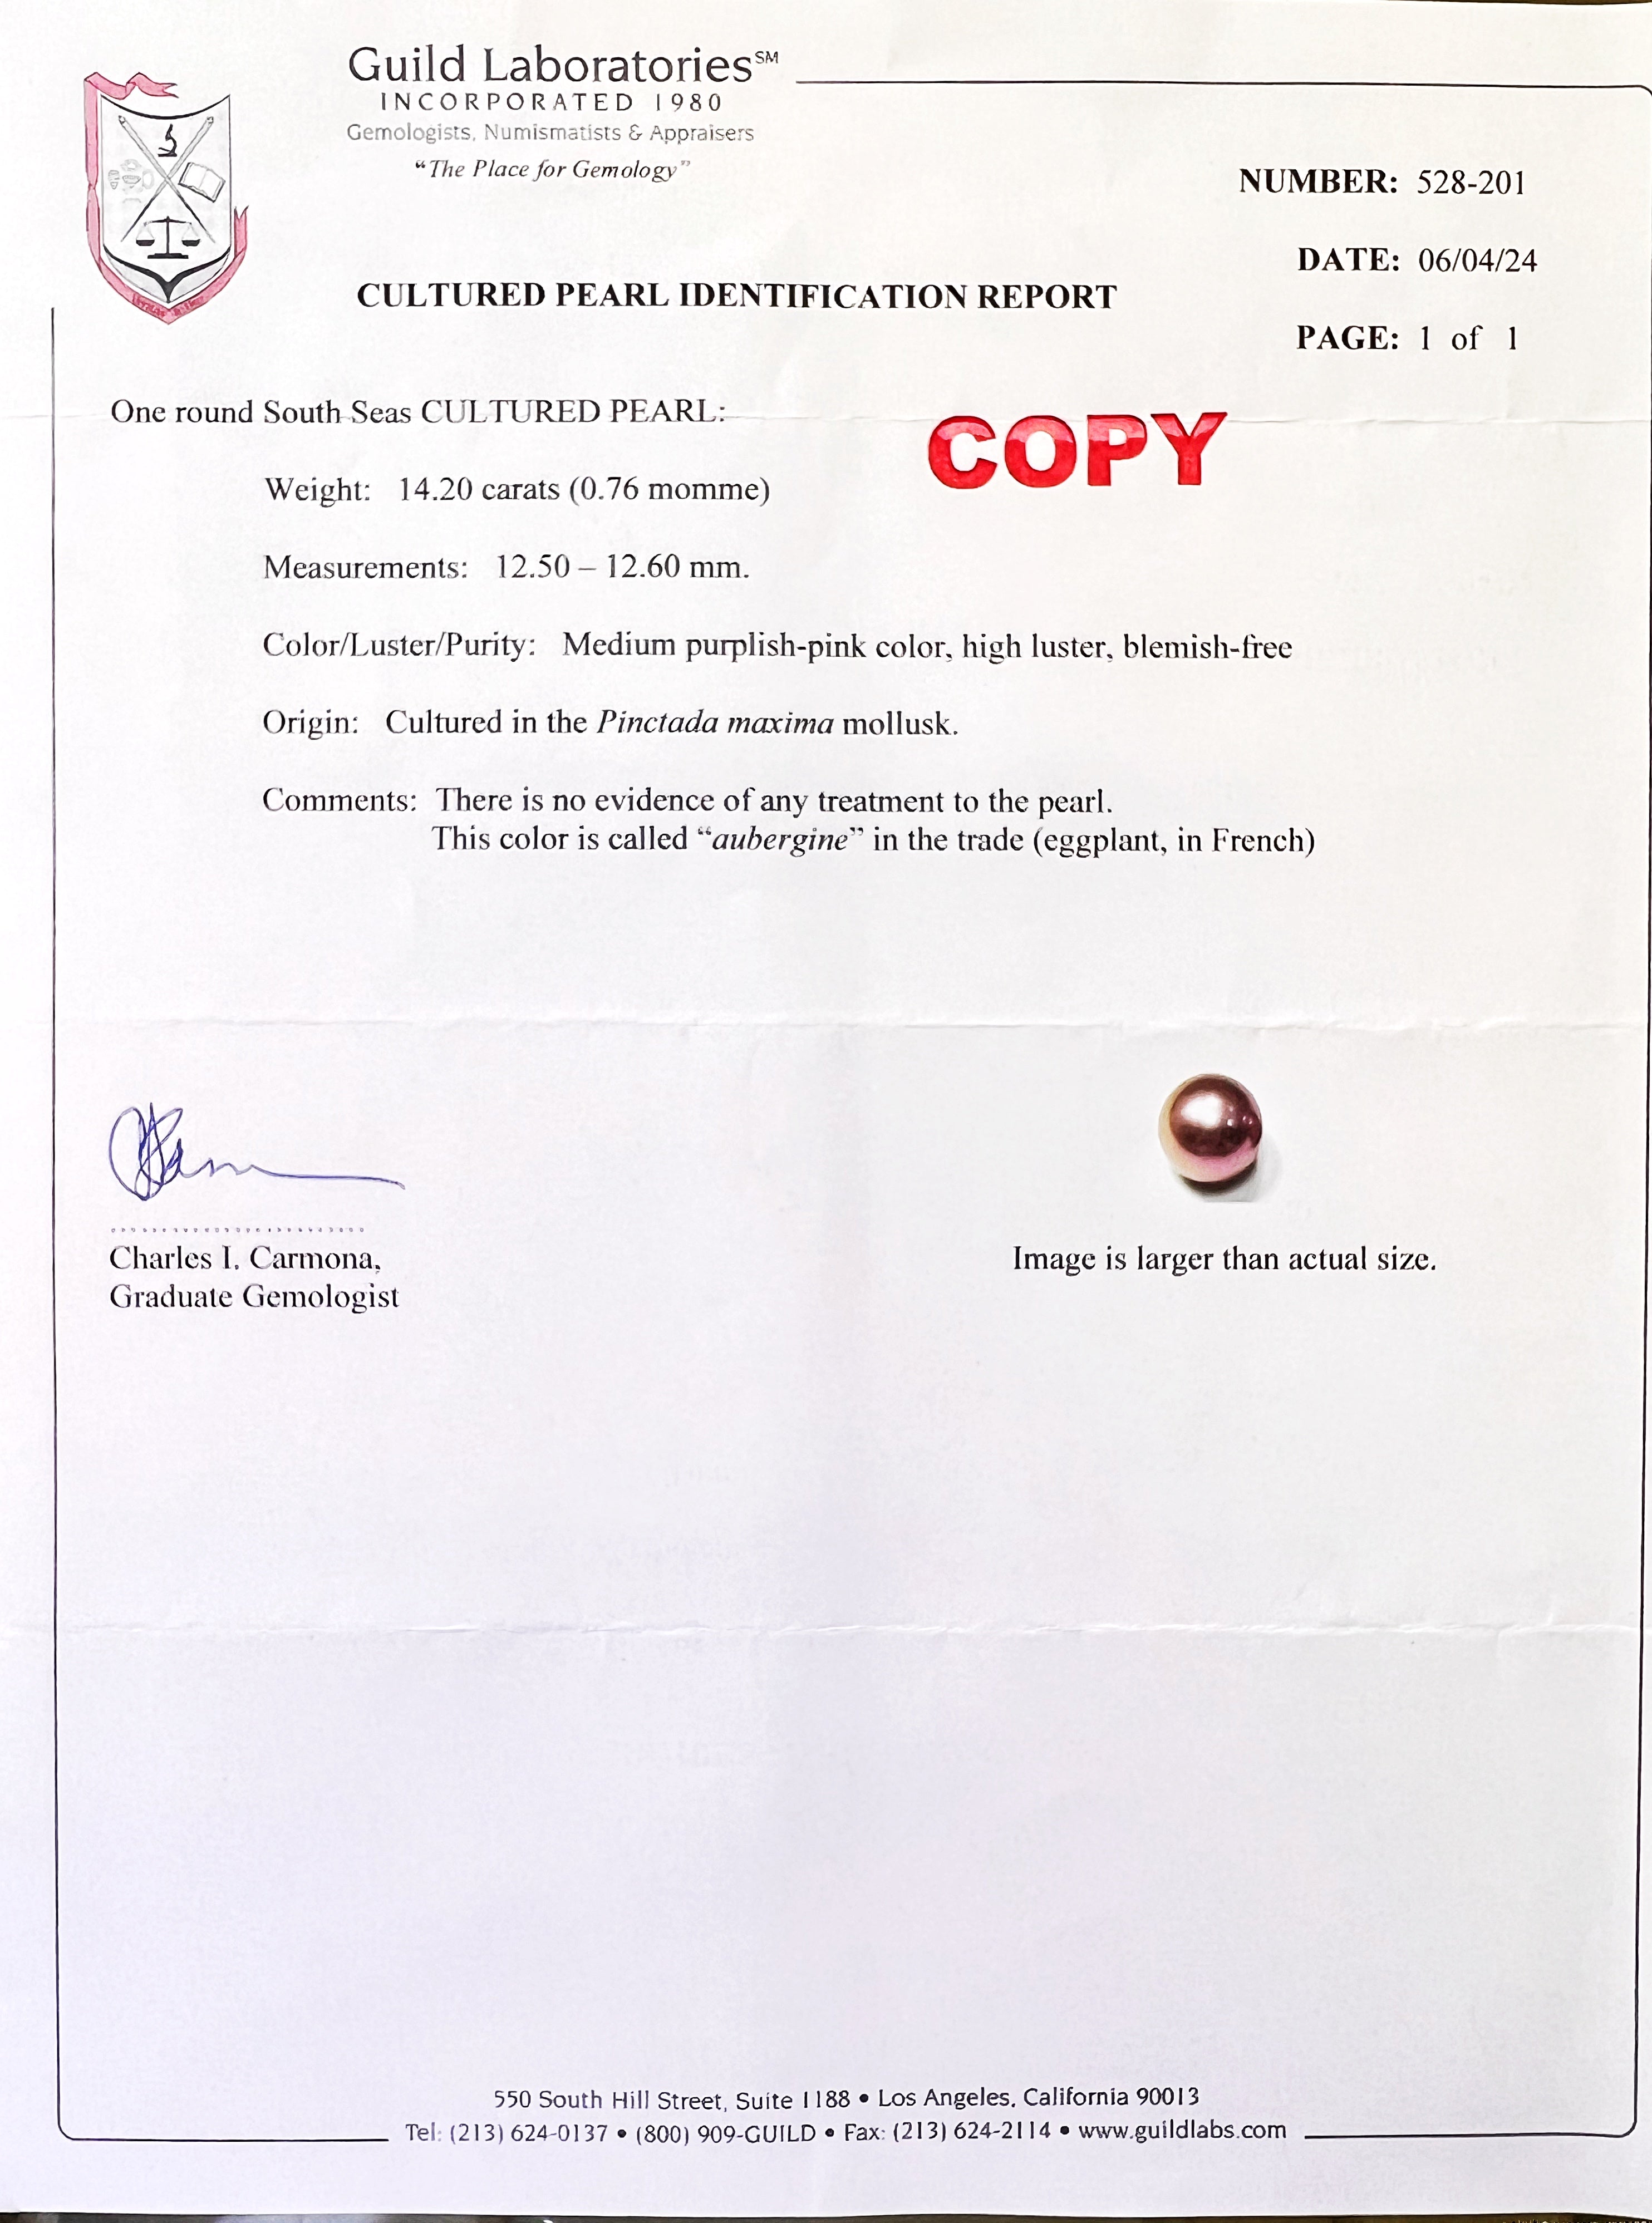 Guild Laboratories℠
INCORPORATED 1980
Gemologists, Numismatists & Appraisers
“The Place for Gemology”
NUMBER: 528-201
DATE: 06/04/24
CULTURED PEARL IDENTIFICATION REPORT
PAGE: 1 of 1
One round South Seas CULTURED PEARL:
COPY
Weight: 14.20 carats (0.76 momme)
Measurements: 12.50 – 12.60 mm.
Color/Luster/Purity: Medium purplish-pink color, high luster, blemish-free
Origin: Cultured in the Pinctada maxima mollusk.
Comments: There is no evidence of any treatment to the pearl.
This color is called “aubergine” in the trade (eggplant, in French)
Charles I. Carmona,
Graduate Gemologist
Image is larger than actual size.
550 South Hill Street, Suite 1188 • Los Angeles, California 90013
Tel: (213) 624-0137 • (800) 909-GUILD • Fax: (213) 624-2114 • www.guildlabs.com